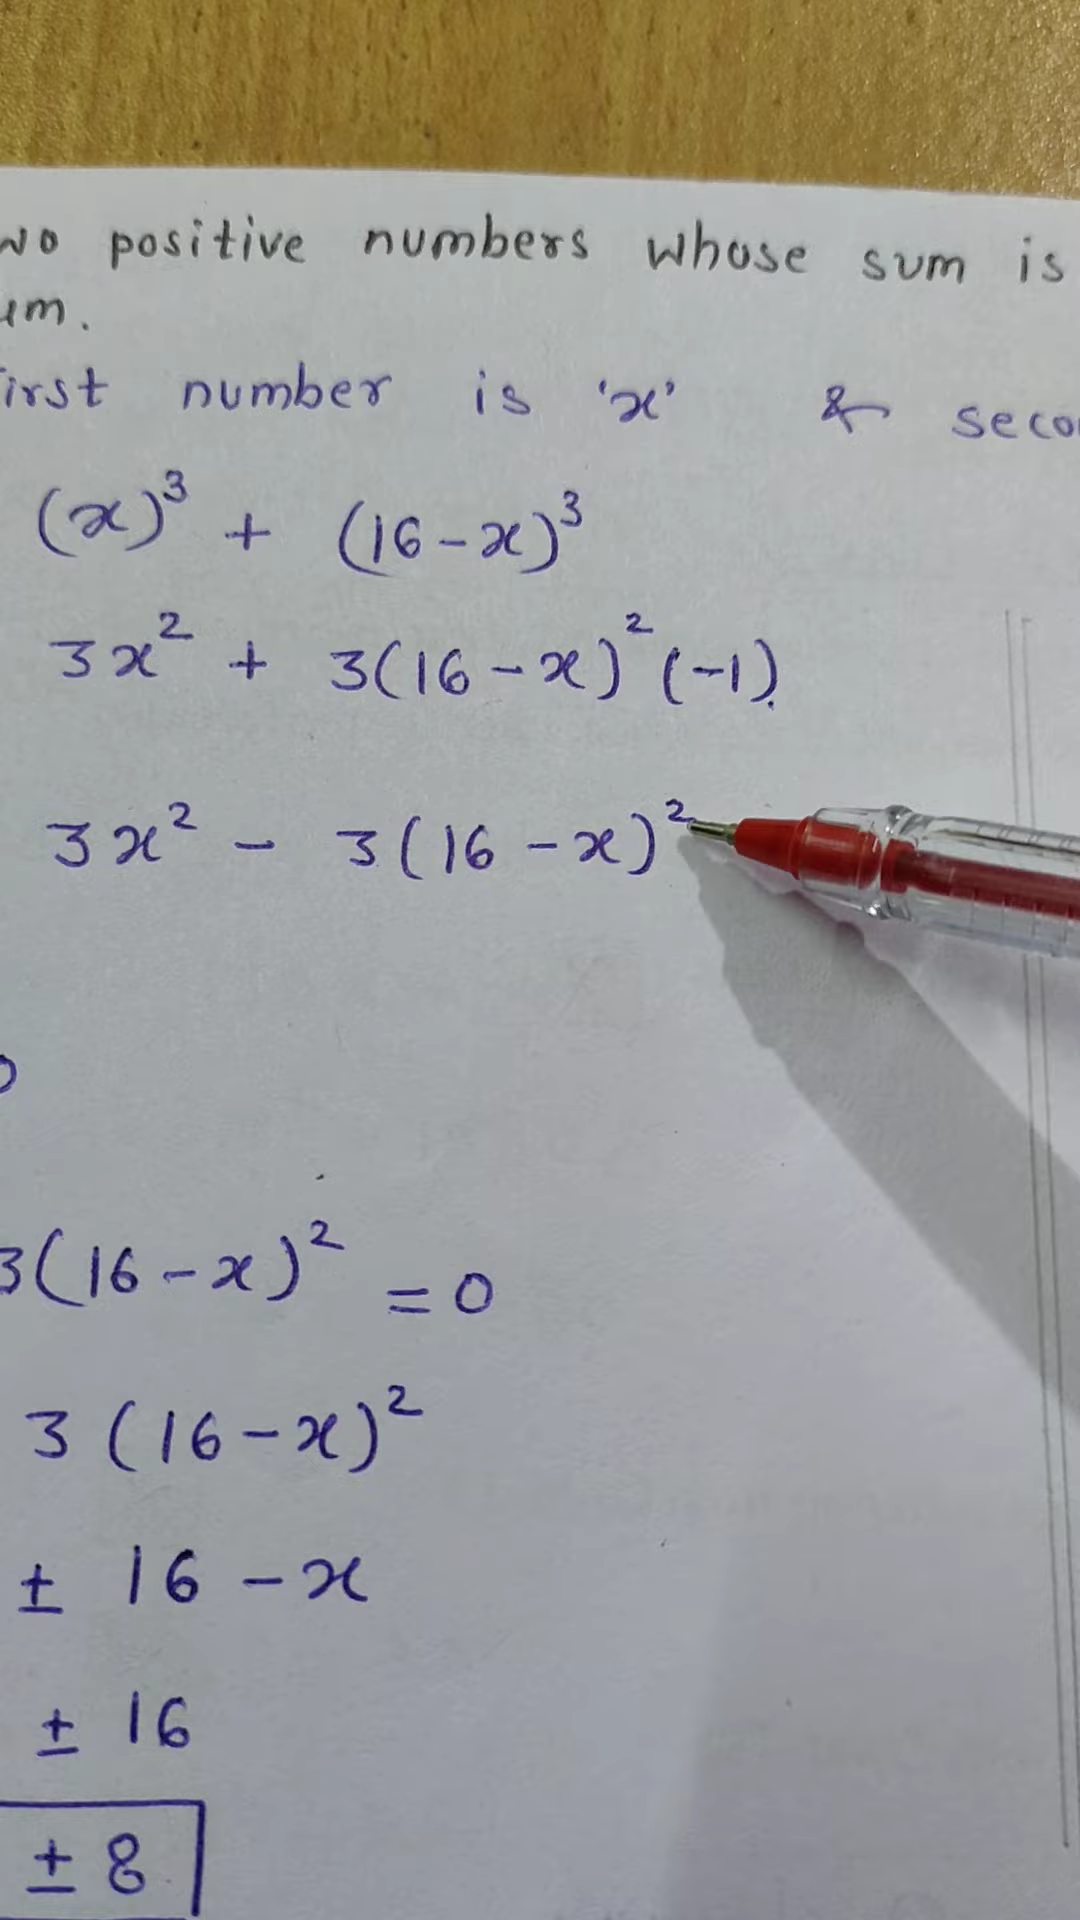 wo positive numbers whose sum is
um.
irst number is 'x' & seco
(x)³ + (16-x)³
3x² + 3(16-x)² (-1).
3x² - 3(16-x)²
3(16-x)² = 0
3 (16-x)²
± 16 - x
± 16
± 8